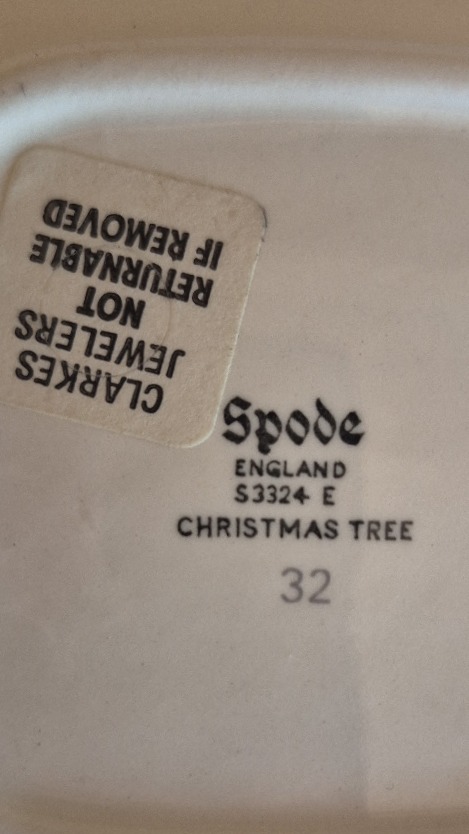 CLARKES
JEWELERS
NOT
RETURNABLE
IF REMOVED
Spode
ENGLAND
S3324 E
CHRISTMAS TREE
32